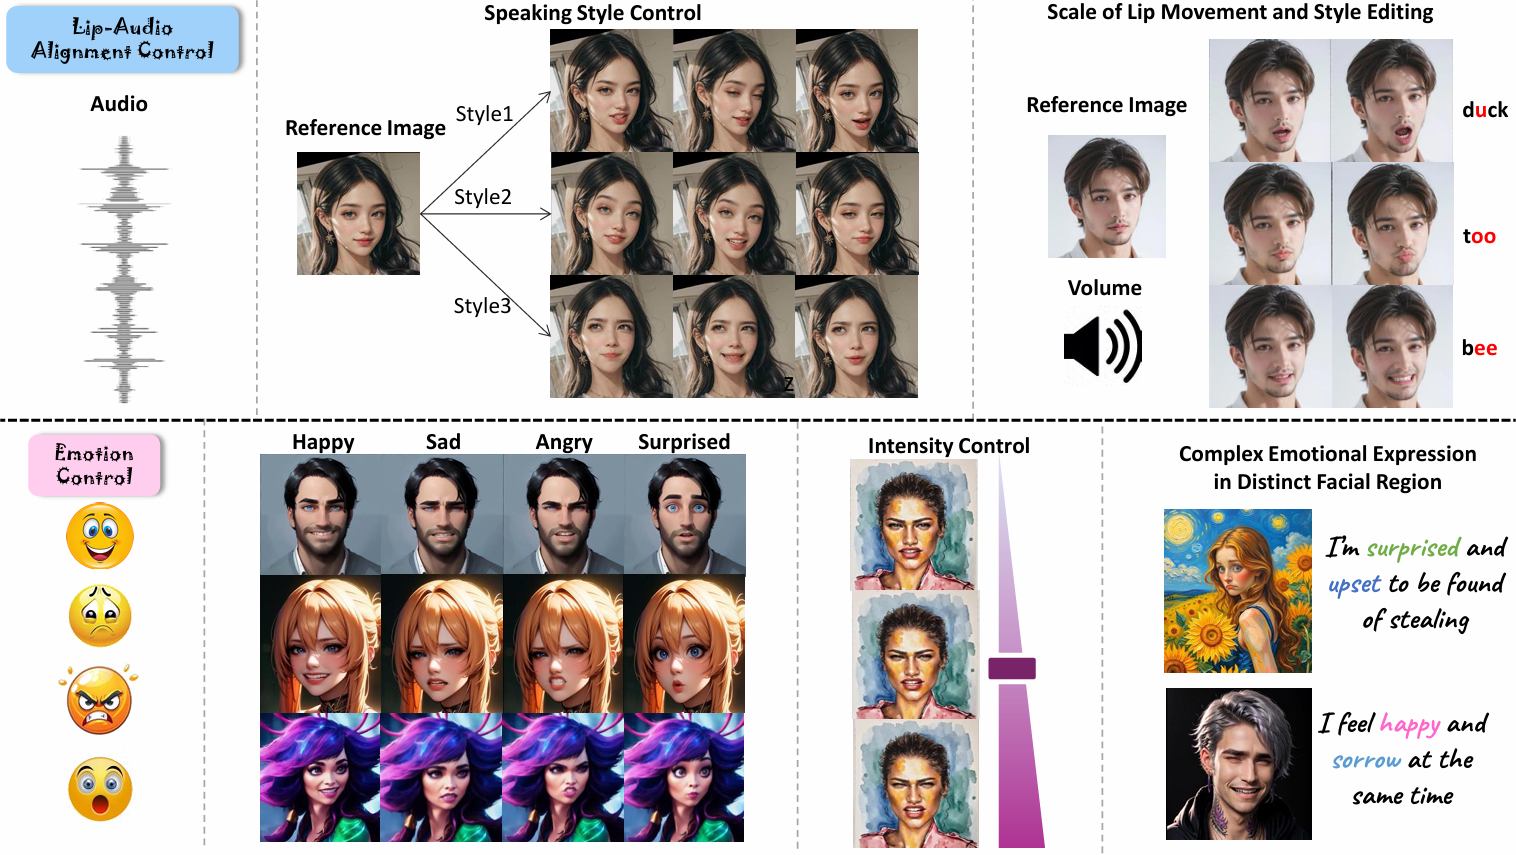 Lip-Audio
Alignment Control
Audio
Speaking Style Control
Reference Image
Style1
Style2
Style3
Z
Scale of Lip Movement and Style Editing
Reference Image
Volume
duck
too
bee
Emotion
Control
Happy
Sad
Angry
Surprised
Intensity Control
Complex Emotional Expression
in Distinct Facial Region
I'm surprised and
upset to be found
of stealing
I feel happy and
sorrow at the
same time